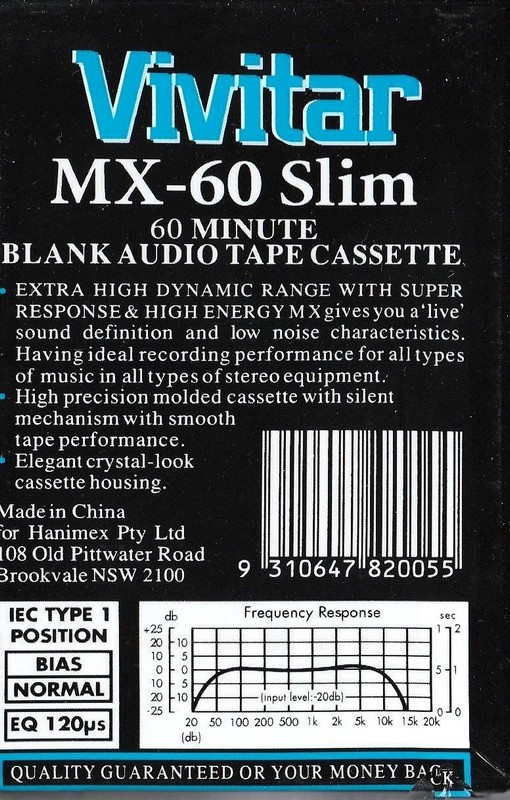 Vivitar
MX-60 Slim
60 MINUTE
BLANK AUDIO TAPE CASSETTE
• EXTRA HIGH DYNAMIC RANGE WITH SUPER
RESPONSE & HIGH ENERGY MX gives you a 'live'
sound definition and low noise characteristics.
Having ideal recording performance for all types
of music in all types of stereo equipment.
• High precision molded cassette with silent
mechanism with smooth
tape performance.
• Elegant crystal-look
cassette housing.
Made in China
for Hanimex Pty Ltd
108 Old Pittwater Road
Brookvale NSW 2100
9 310647 820055
IEC TYPE 1
POSITION
BIAS
NORMAL
EQ 120µs
Frequency Response
db
sec
+25
20
10
0
10
20
-25
20
10
5
0
5
10
20
1 2
5 1
0 0
(input level:-20db)
20 50 100 200 500 1k 2k 5k 10k 15k 20k
(db)
QUALITY GUARANTEED OR YOUR MONEY BACK